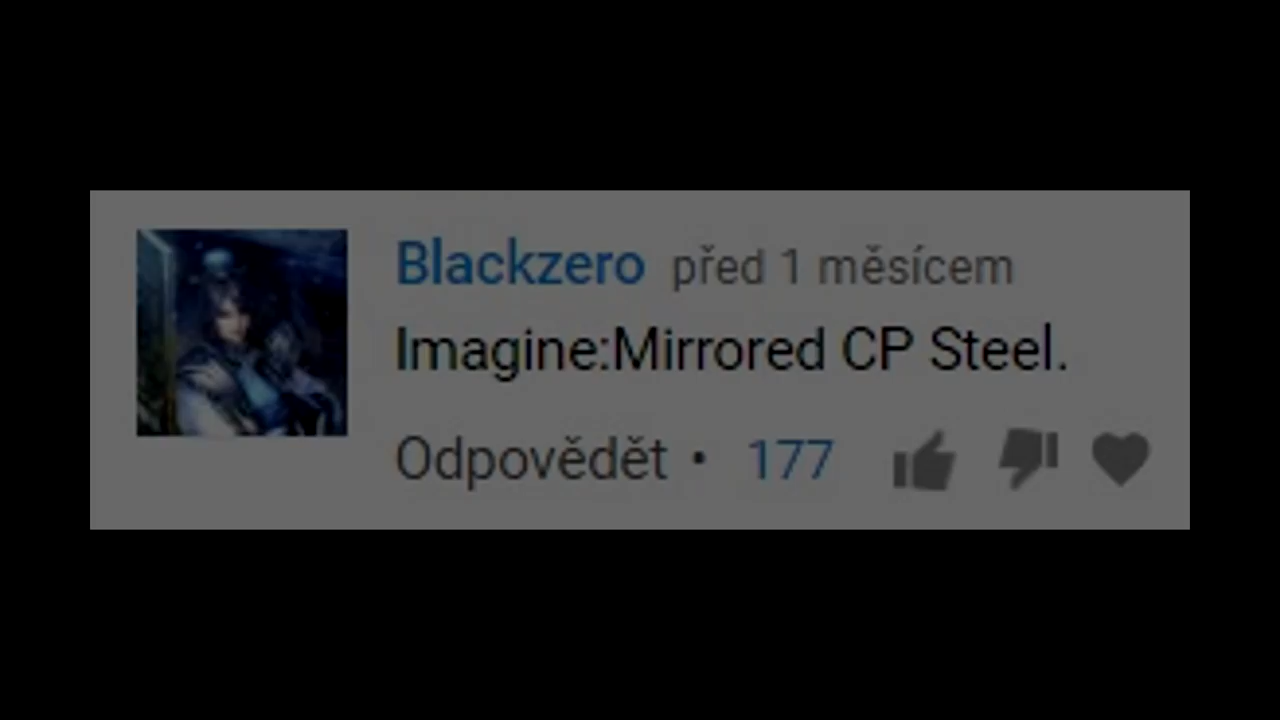 Blackzero před 1 měsícem
Imagine:Mirrored CP Steel.
Odpovědět • 177